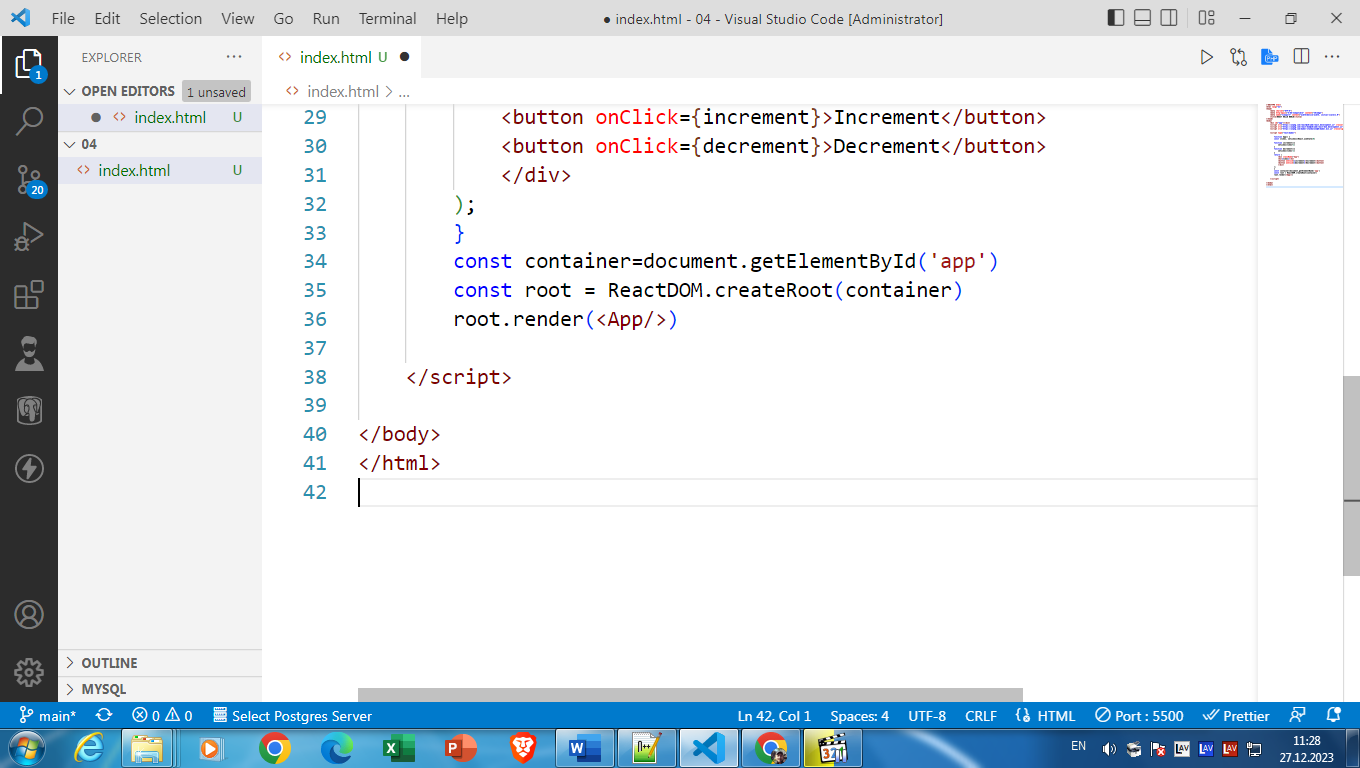 File Edit Selection View Go Run Terminal Help ● index.html - 04 - Visual Studio Code [Administrator]
EXPLORER ...
OPEN EDITORS 1 unsaved
index.html U
04
index.html U
1
20
OUTLINE
MYSQL
index.html U
index.html > ...
29 <button onClick={increment}>Increment</button>
30 <button onClick={decrement}>Decrement</button>
31 </div>
32 );
33 }
34 const container=document.getElementById('app')
35 const root = ReactDOM.createRoot(container)
36 root.render(<App/>)
37
38 </script>
39
40 </body>
41 </html>
42
main* 0 0 Select Postgres Server Ln 42, Col 1 Spaces: 4 UTF-8 CRLF HTML Port : 5500 Prettier
EN 11:28
27.12.2023